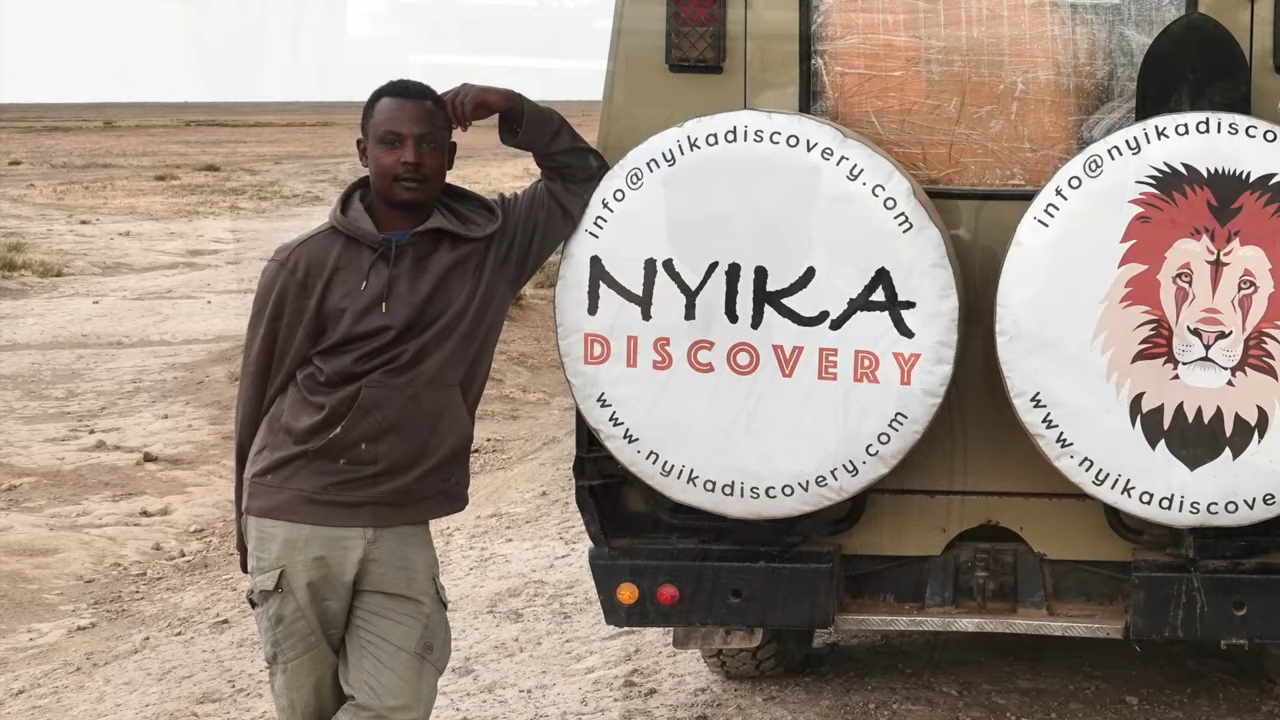 info@nyikadiscovery.com
NYIKA
DISCOVERY
www.nyikadiscovery.com
info@nyikadisco
www.nyikadiscove